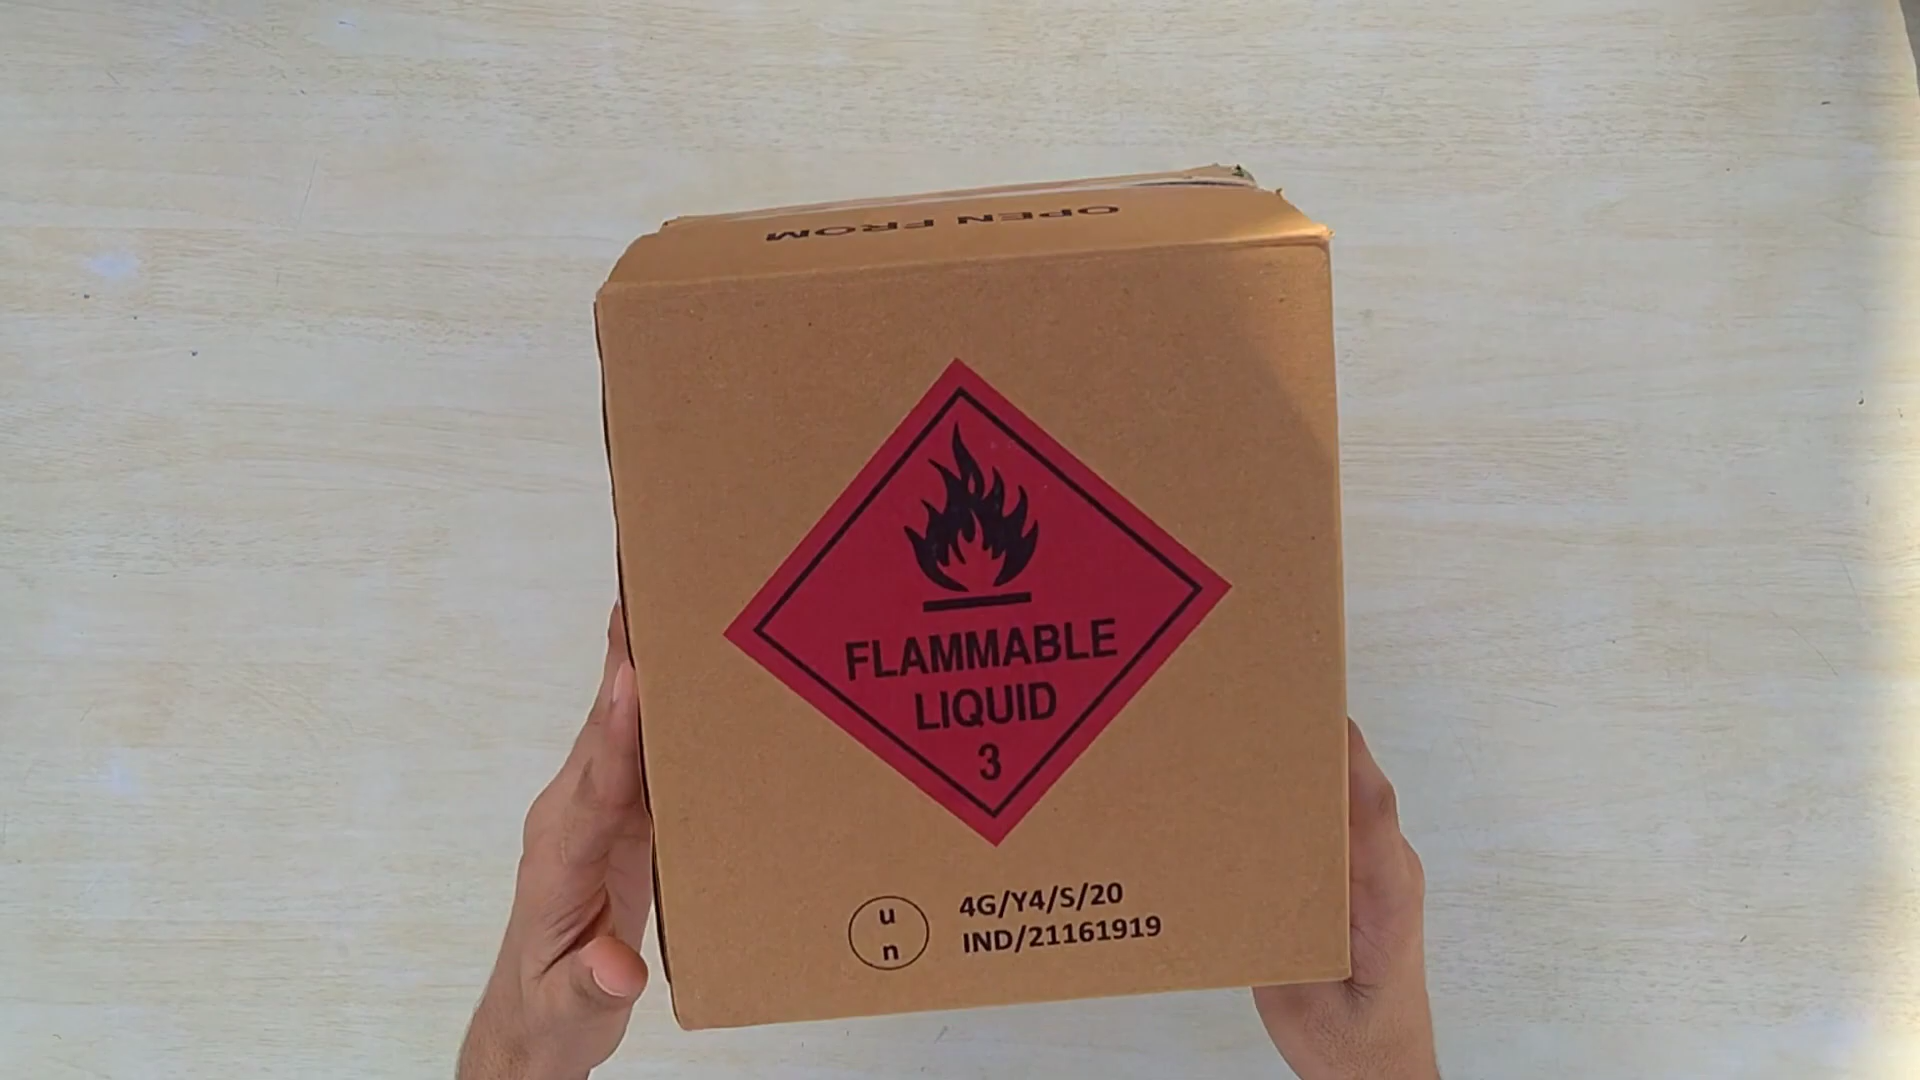 OPEN FROM
FLAMMABLE
LIQUID
3
u
n
4G/Y4/S/20
IND/21161919